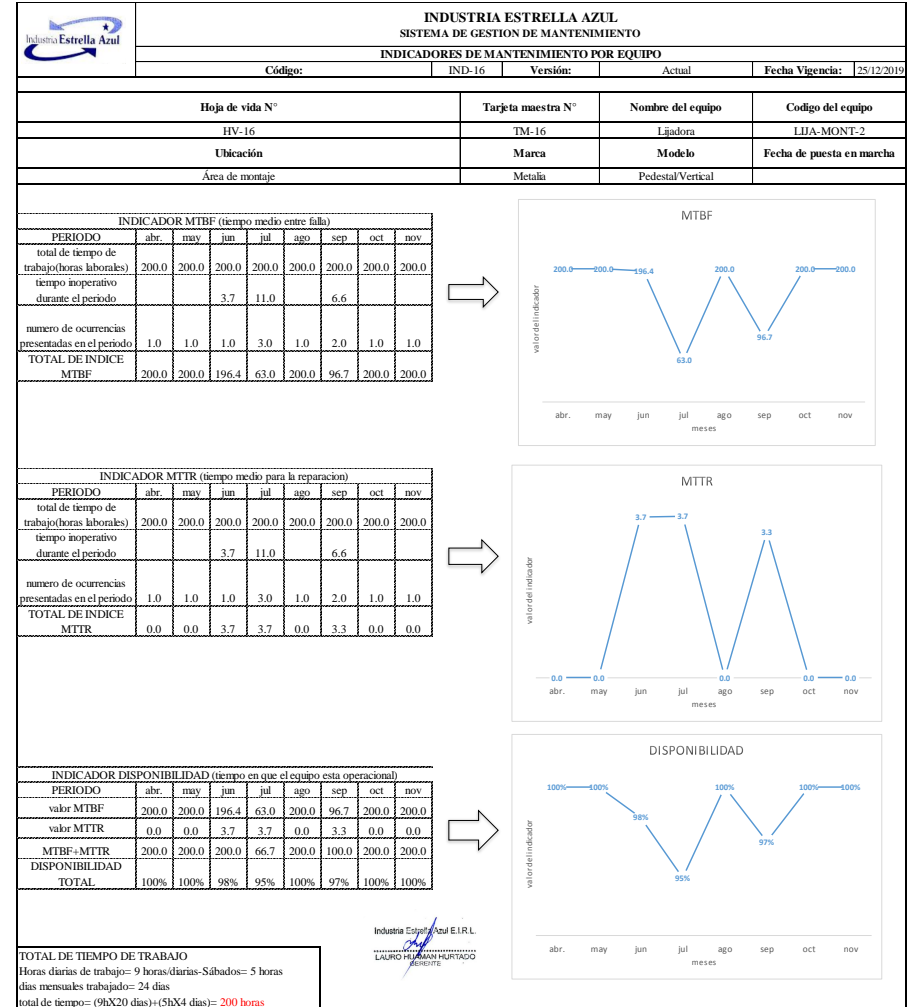 Industria Estrella Azul
INDUSTRIA ESTRELLA AZUL
SISTEMA DE GESTION DE MANTENIMIENTO
INDICADORES DE MANTENIMIENTO POR EQUIPO
Código: IND-16 Versión: Actual Fecha Vigencia: 25/12/2019
Hoja de vida N° Tarjeta maestra N° Nombre del equipo Codigo del equipo
HV-16 TM-16 Lijadora LIJA-MONT-2
Ubicación Marca Modelo Fecha de puesta en marcha
Área de montaje Metalia Pedestal/Vertical
INDICADOR MTBF (tiempo medio entre falla)
PERIODO abr. may jun jul ago sep oct nov
total de tiempo de
trabajo(horas laborales) 200.0 200.0 200.0 200.0 200.0 200.0 200.0 200.0
tiempo inoperativo
durante el periodo 3.7 11.0 6.6
numero de ocurrencias
presentadas en el periodo 1.0 1.0 1.0 3.0 1.0 2.0 1.0 1.0
TOTAL DE INDICE
MTBF 200.0 200.0 196.4 63.0 200.0 96.7 200.0 200.0
MTBF
valor del indicador
200.0 200.0 196.4 200.0 200.0 200.0
96.7
63.0
abr. may jun jul ago sep oct nov
meses
INDICADOR MTTR (tiempo medio para la reparacion)
PERIODO abr. may jun jul ago sep oct nov
total de tiempo de
trabajo(horas laborales) 200.0 200.0 200.0 200.0 200.0 200.0 200.0 200.0
tiempo inoperativo
durante el periodo 3.7 11.0 6.6
numero de ocurrencias
presentadas en el periodo 1.0 1.0 1.0 3.0 1.0 2.0 1.0 1.0
TOTAL DE INDICE
MTTR 0.0 0.0 3.7 3.7 0.0 3.3 0.0 0.0
MTTR
valor del indicador
3.7 3.7
3.3
0.0 0.0 0.0 0.0 0.0
abr. may jun jul ago sep oct nov
meses
INDICADOR DISPONIBILIDAD (tiempo en que el equipo esta operacional)
PERIODO abr. may jun jul ago sep oct nov
valor MTBF 200.0 200.0 196.4 63.0 200.0 96.7 200.0 200.0
valor MTTR 0.0 0.0 3.7 3.7 0.0 3.3 0.0 0.0
MTBF+MTTR 200.0 200.0 200.0 66.7 200.0 100.0 200.0 200.0
DISPONIBILIDAD
TOTAL 100% 100% 98% 95% 100% 97% 100% 100%
DISPONIBILIDAD
valor del indicador
100% 100% 100% 100% 100%
98%
97%
95%
abr. may jun jul ago sep oct nov
meses
Industria Estrella Azul E.I.R.L.
LAURO HUAMAN HURTADO
GERENTE
TOTAL DE TIEMPO DE TRABAJO
Horas diarias de trabajo= 9 horas/diarias-Sábados= 5 horas
dias mensuales trabajado= 24 dias
total de tiempo= (9hX20 dias)+(5hX4 dias)= 200 horas